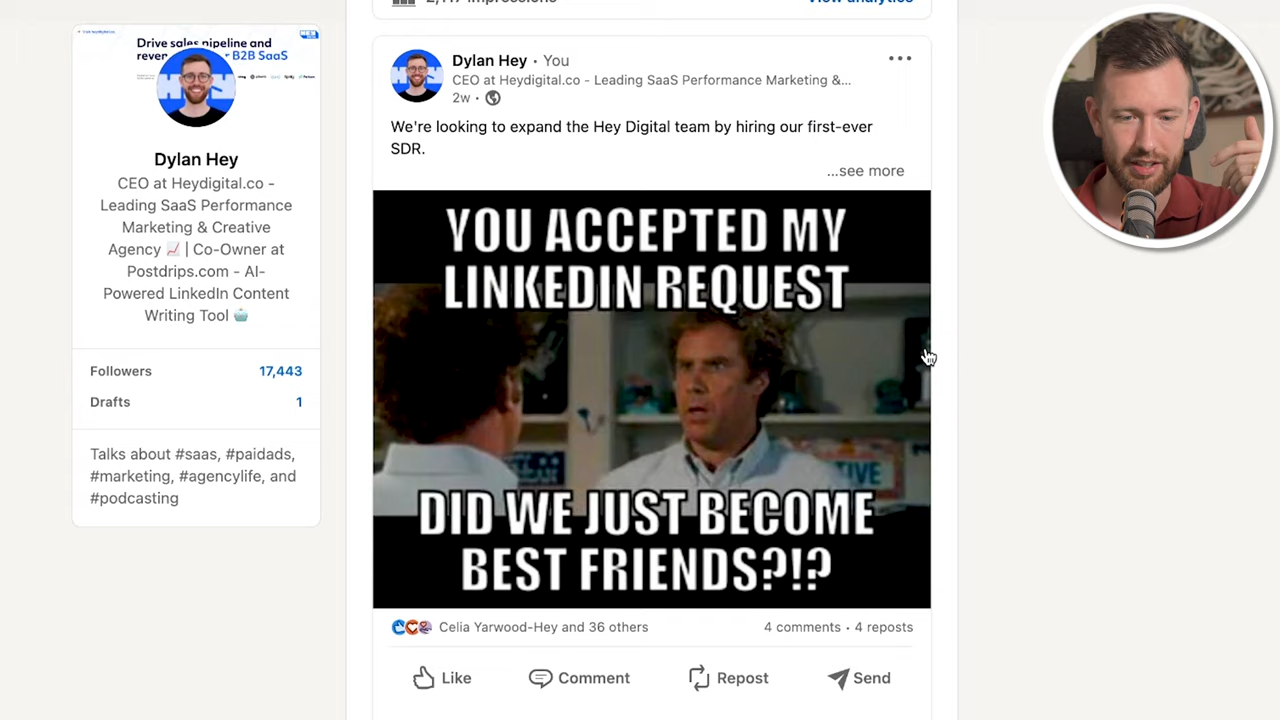 2,117 impressions
View analytics
Drive sales pipeline and
B2B SaaS
Dylan Hey
CEO at Heydigital.co -
Leading SaaS Performance
Marketing & Creative
Agency 📈 | Co-Owner at
Postdrips.com - AI-
Powered LinkedIn Content
Writing Tool 🤖
Followers 17,443
Drafts 1
Talks about #saas, #paidads,
#marketing, #agencylife, and
#podcasting
Dylan Hey • You
CEO at Heydigital.co - Leading SaaS Performance Marketing &...
2w •
We're looking to expand the Hey Digital team by hiring our first-ever
SDR.
...see more
YOU ACCEPTED MY
LINKEDIN REQUEST
DID WE JUST BECOME
BEST FRIENDS?!?
Celia Yarwood-Hey and 36 others
4 comments • 4 reposts
Like
Comment
Repost
Send